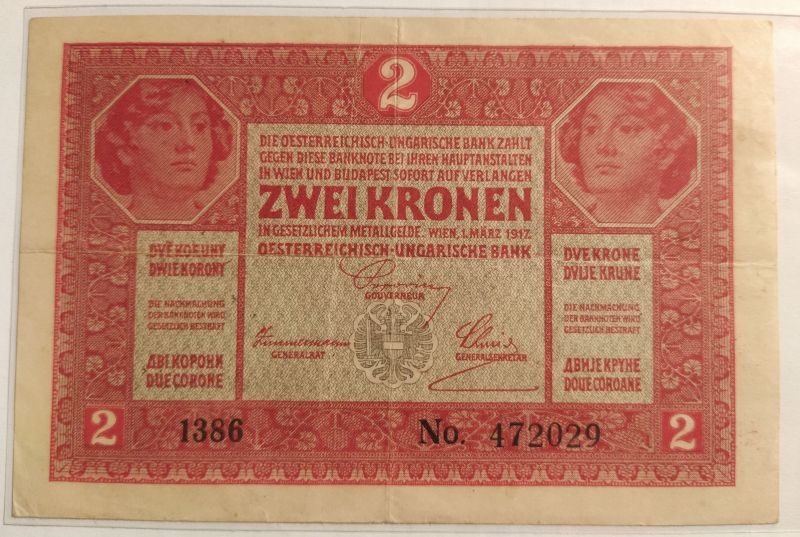 2
DIE OESTERREICHISCH-UNGARISCHE BANK ZAHLT
GEGEN DIESE BANKNOTE BEI IHREN HAUPTANSTALTEN
IN WIEN UND BUDAPEST SOFORT AUF VERLANGEN
ZWEI KRONEN
IN GESETZLICHEM METALLGELDE. WIEN, 1. MÄRZ 1917.
OESTERREICHISCH-UNGARISCHE BANK
GOUVERNEUR
GENERALRAT
GENERALSEKRETÄR
DVĚ KORUNY
DWIE KORONY
DIE NACHMACHUNG
DER BANKNOTEN WIRD
GESETZLICH BESTRAFT
ДВІ КОРОНИ
DUE CORONE
DVE KRONE
DVIJE KRUNE
DIE NACHMACHUNG
DER BANKNOTEN WIRD
GESETZLICH BESTRAFT
ДВИЈЕ КРУНЕ
DOUE COROANE
2
1386
No. 472029
2